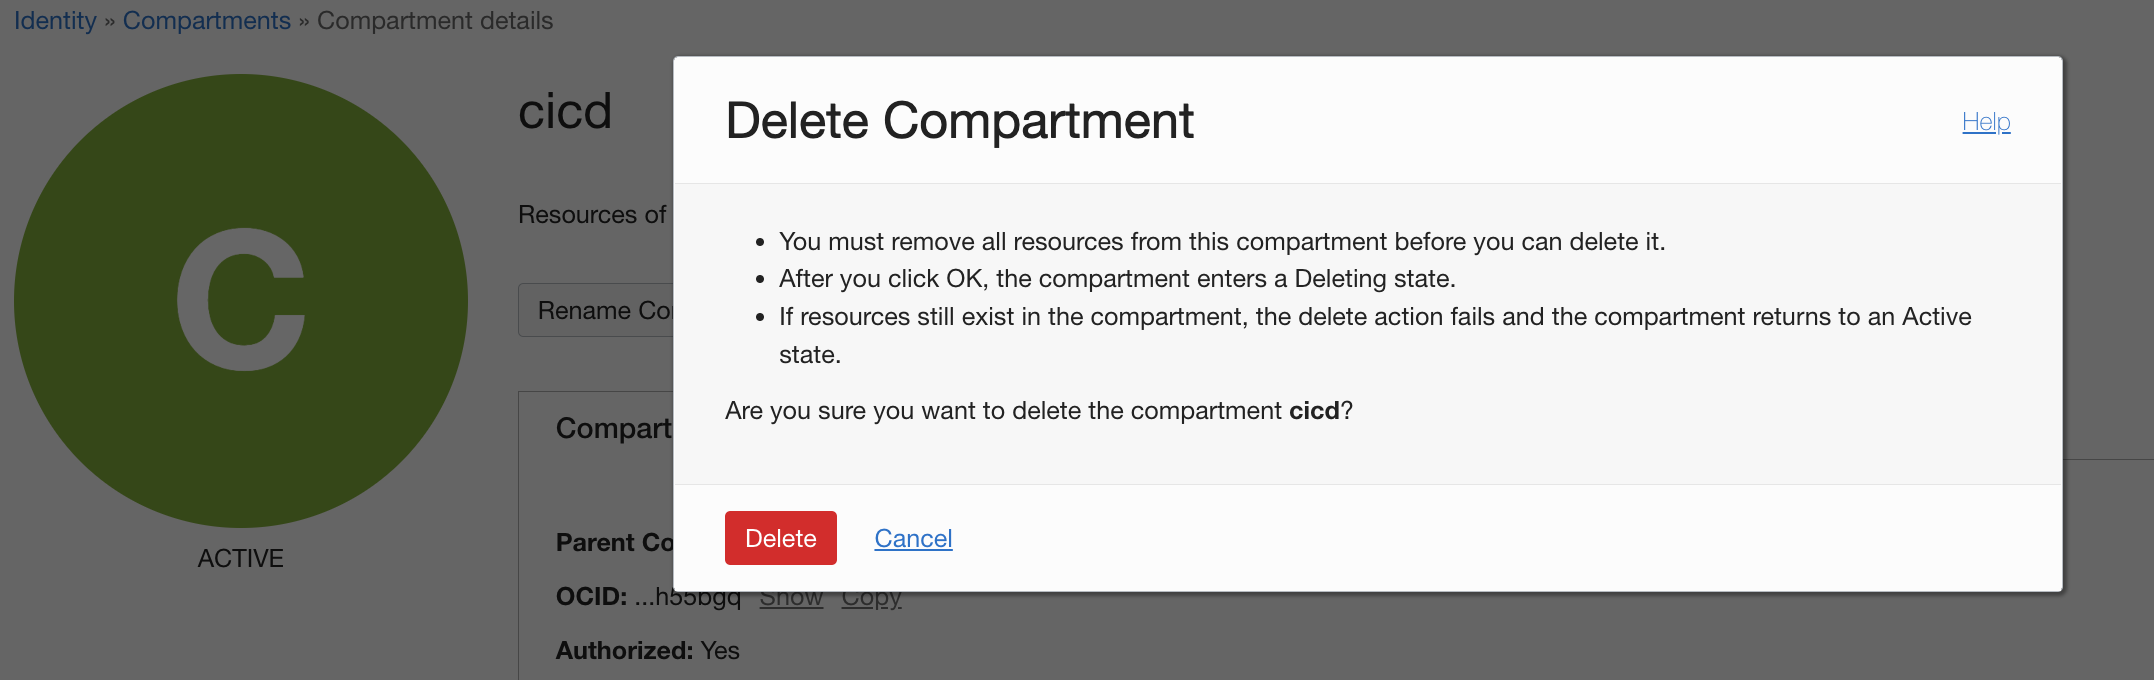 Identity » Compartments » Compartment details
C
ACTIVE
cicd
Resources of
Rename Co
Compart
Parent Co
OCID: ...h55bgq Show Copy
Authorized: Yes
Delete Compartment
Help
• You must remove all resources from this compartment before you can delete it.
• After you click OK, the compartment enters a Deleting state.
• If resources still exist in the compartment, the delete action fails and the compartment returns to an Active
state.
Are you sure you want to delete the compartment cicd?
Delete Cancel